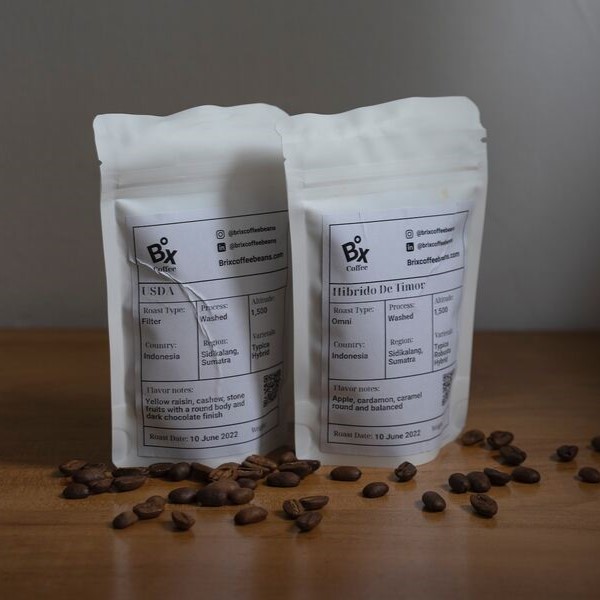 Bx
Coffee
@brixcoffeebeans
@brixcoffeebeans
Brixcoffeebeans.com
USDA
Roast Type:
Filter
Process:
Washed
Altitude:
1,500
Country:
Indonesia
Region:
Sidikalang,
Sumatra
Varietals:
Typica
Hybrid
Flavor notes:
Yellow raisin, cashew, stone
fruits with a round body and
dark chocolate finish
Roast Date: 10 June 2022
Weight:
Bx
Coffee
@brixcoffeebeans
@brixcoffeebeans
Brixcoffeebeans.com
Hibrido De Timor
Roast Type:
Omni
Process:
Washed
Altitude:
1,500
Country:
Indonesia
Region:
Sidikalang,
Sumatra
Varietals:
Typica
Robusta
Hybrid
Flavor notes:
Apple, cardamon, caramel
round and balanced
Roast Date: 10 June 2022
Weight: